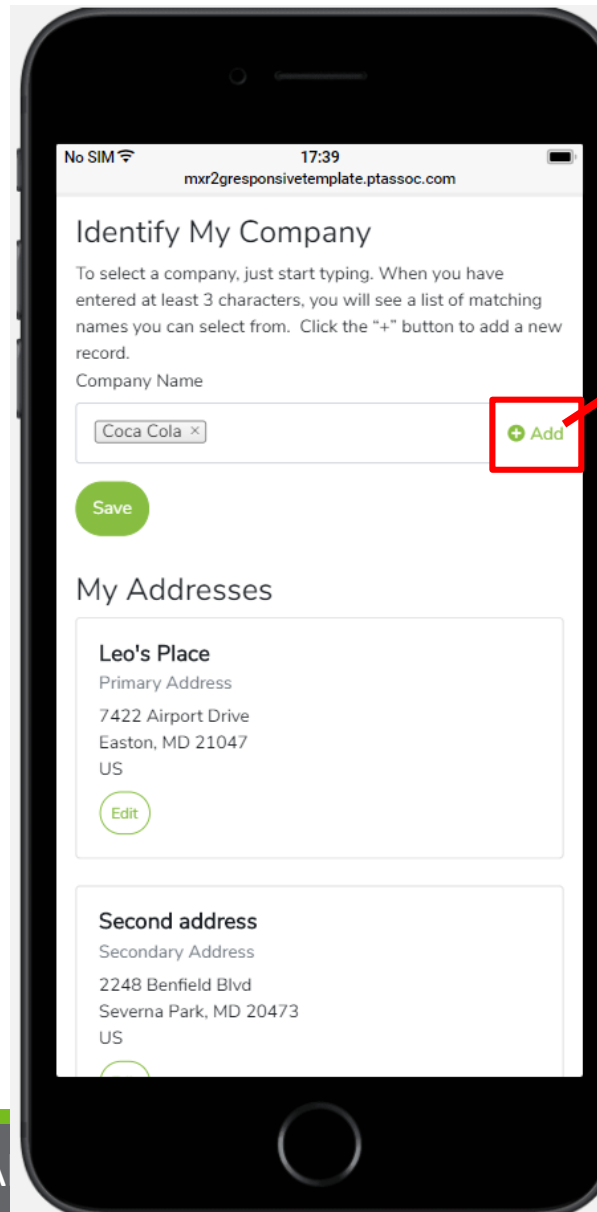 No SIM 17:39
mxr2gresponsivetemplate.ptassoc.com
Identify My Company
To select a company, just start typing. When you have
entered at least 3 characters, you will see a list of matching
names you can select from. Click the “+” button to add a new
record.
Company Name
Coca Cola × Add
Save
My Addresses
Leo's Place
Primary Address
7422 Airport Drive
Easton, MD 21047
US
Edit
Second address
Secondary Address
2248 Benfield Blvd
Severna Park, MD 20473
US